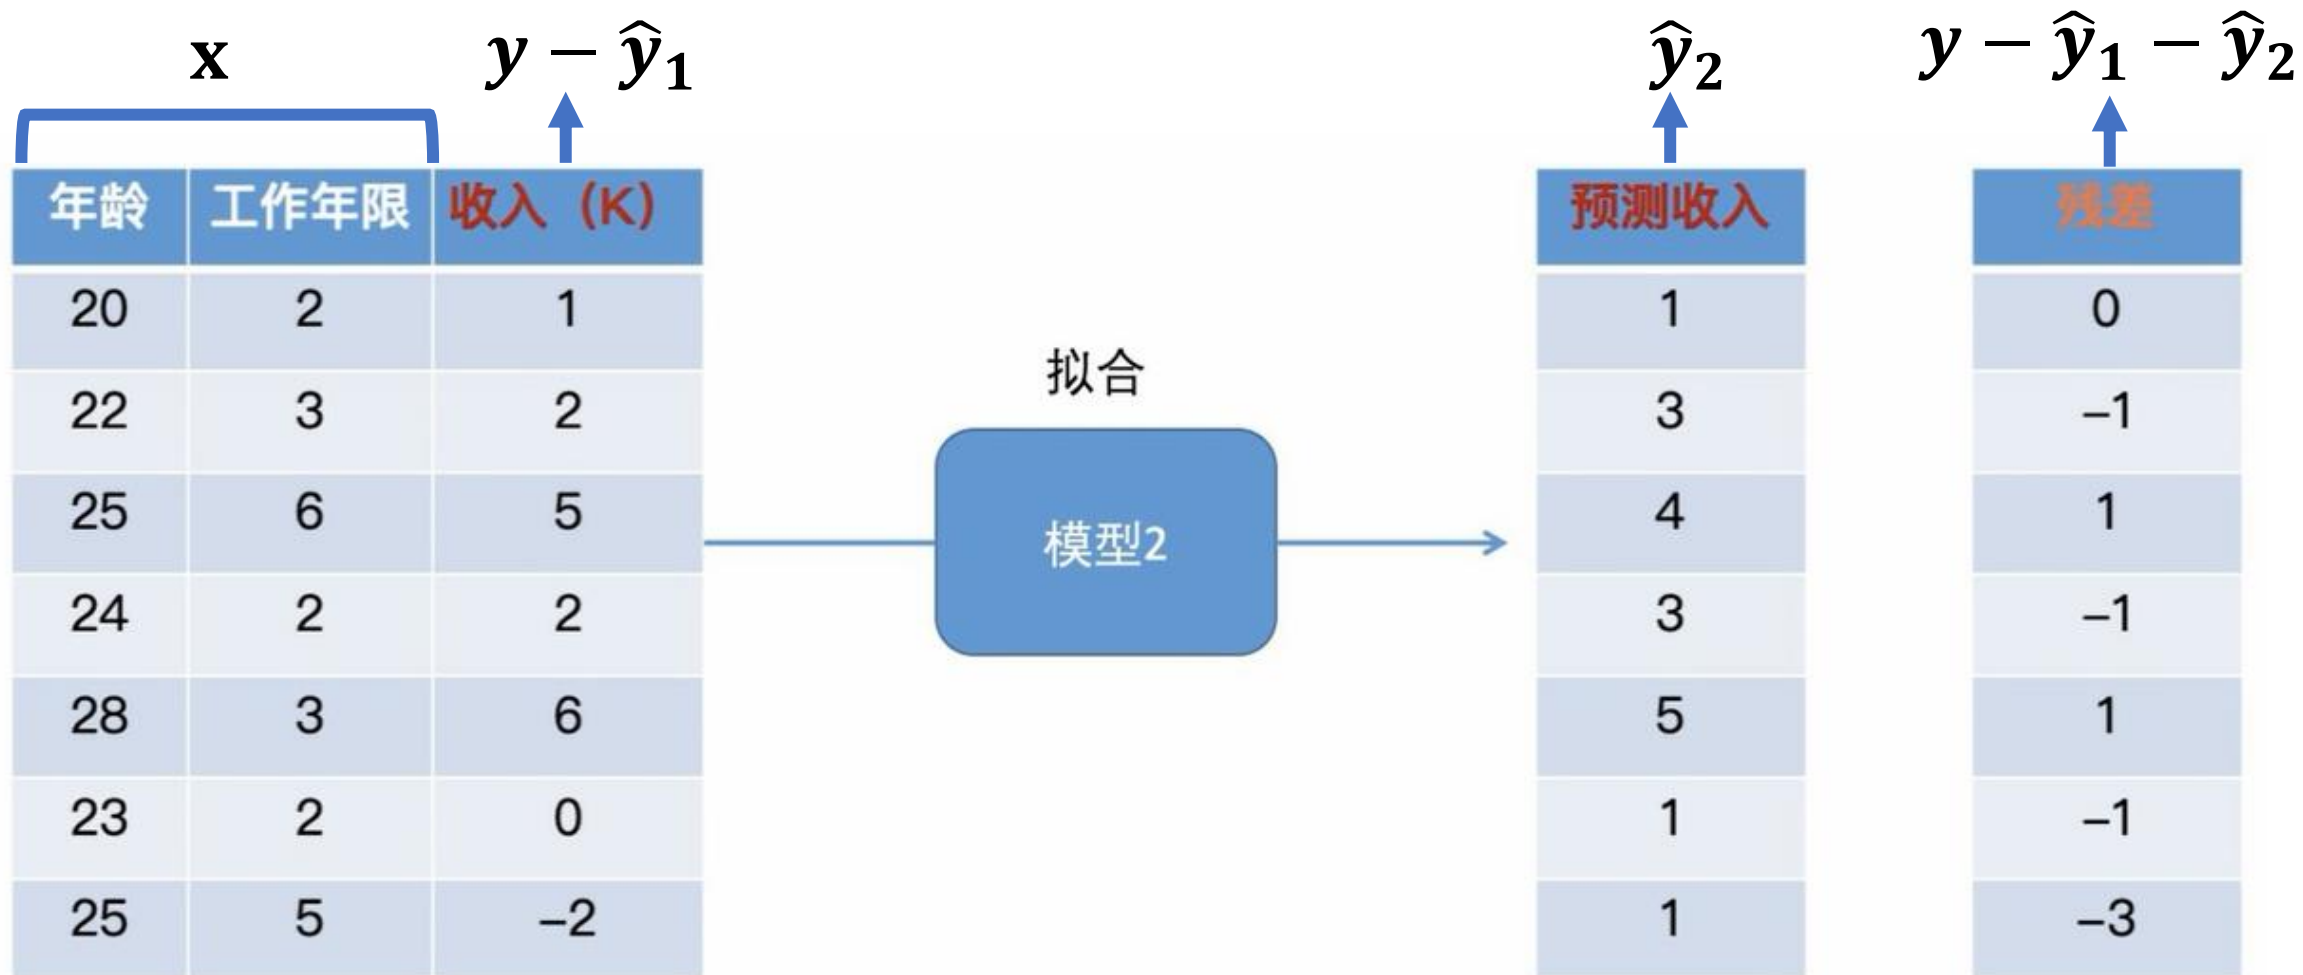 x y − ŷ₁ ŷ₂ y − ŷ₁ − ŷ₂
年龄 工作年限 收入（K） 预测收入 残差
20 2 1 1 0
22 3 2 3 –1
25 6 5 4 1
24 2 2 3 –1
28 3 6 5 1
23 2 0 1 –1
25 5 –2 1 –3
拟合
模型2